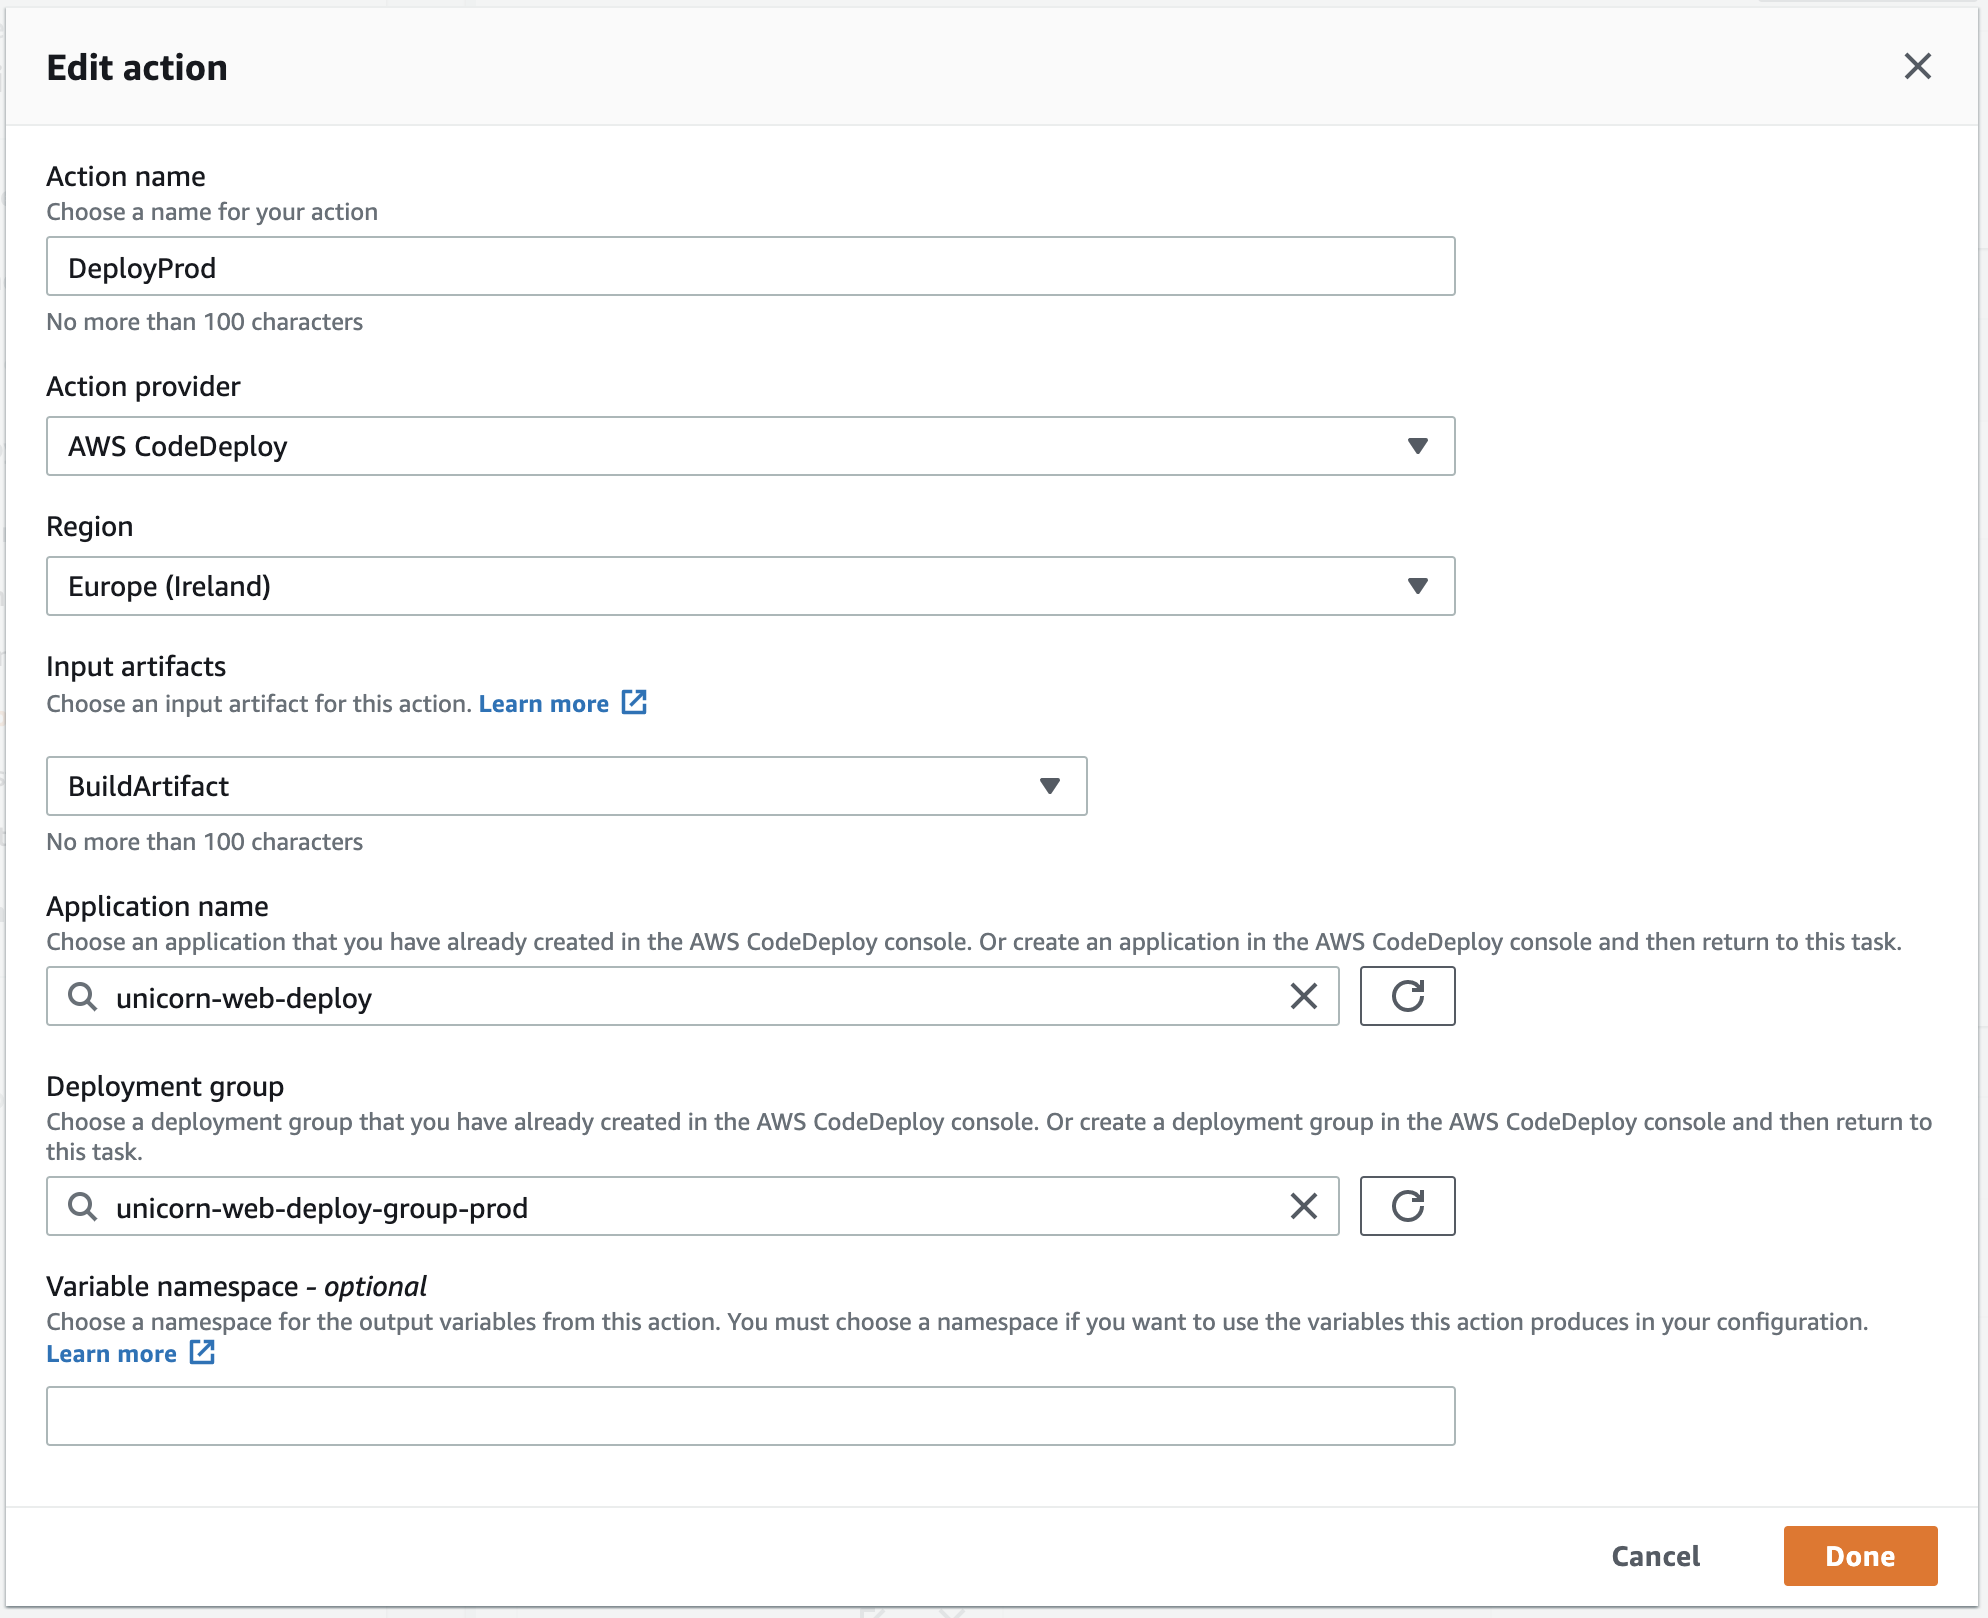 Edit action
Action name
Choose a name for your action
DeployProd
No more than 100 characters
Action provider
AWS CodeDeploy
Region
Europe (Ireland)
Input artifacts
Choose an input artifact for this action. Learn more
BuildArtifact
No more than 100 characters
Application name
Choose an application that you have already created in the AWS CodeDeploy console. Or create an application in the AWS CodeDeploy console and then return to this task.
unicorn-web-deploy
Deployment group
Choose a deployment group that you have already created in the AWS CodeDeploy console. Or create a deployment group in the AWS CodeDeploy console and then return to
this task.
unicorn-web-deploy-group-prod
Variable namespace - optional
Choose a namespace for the output variables from this action. You must choose a namespace if you want to use the variables this action produces in your configuration.
Learn more
Cancel
Done